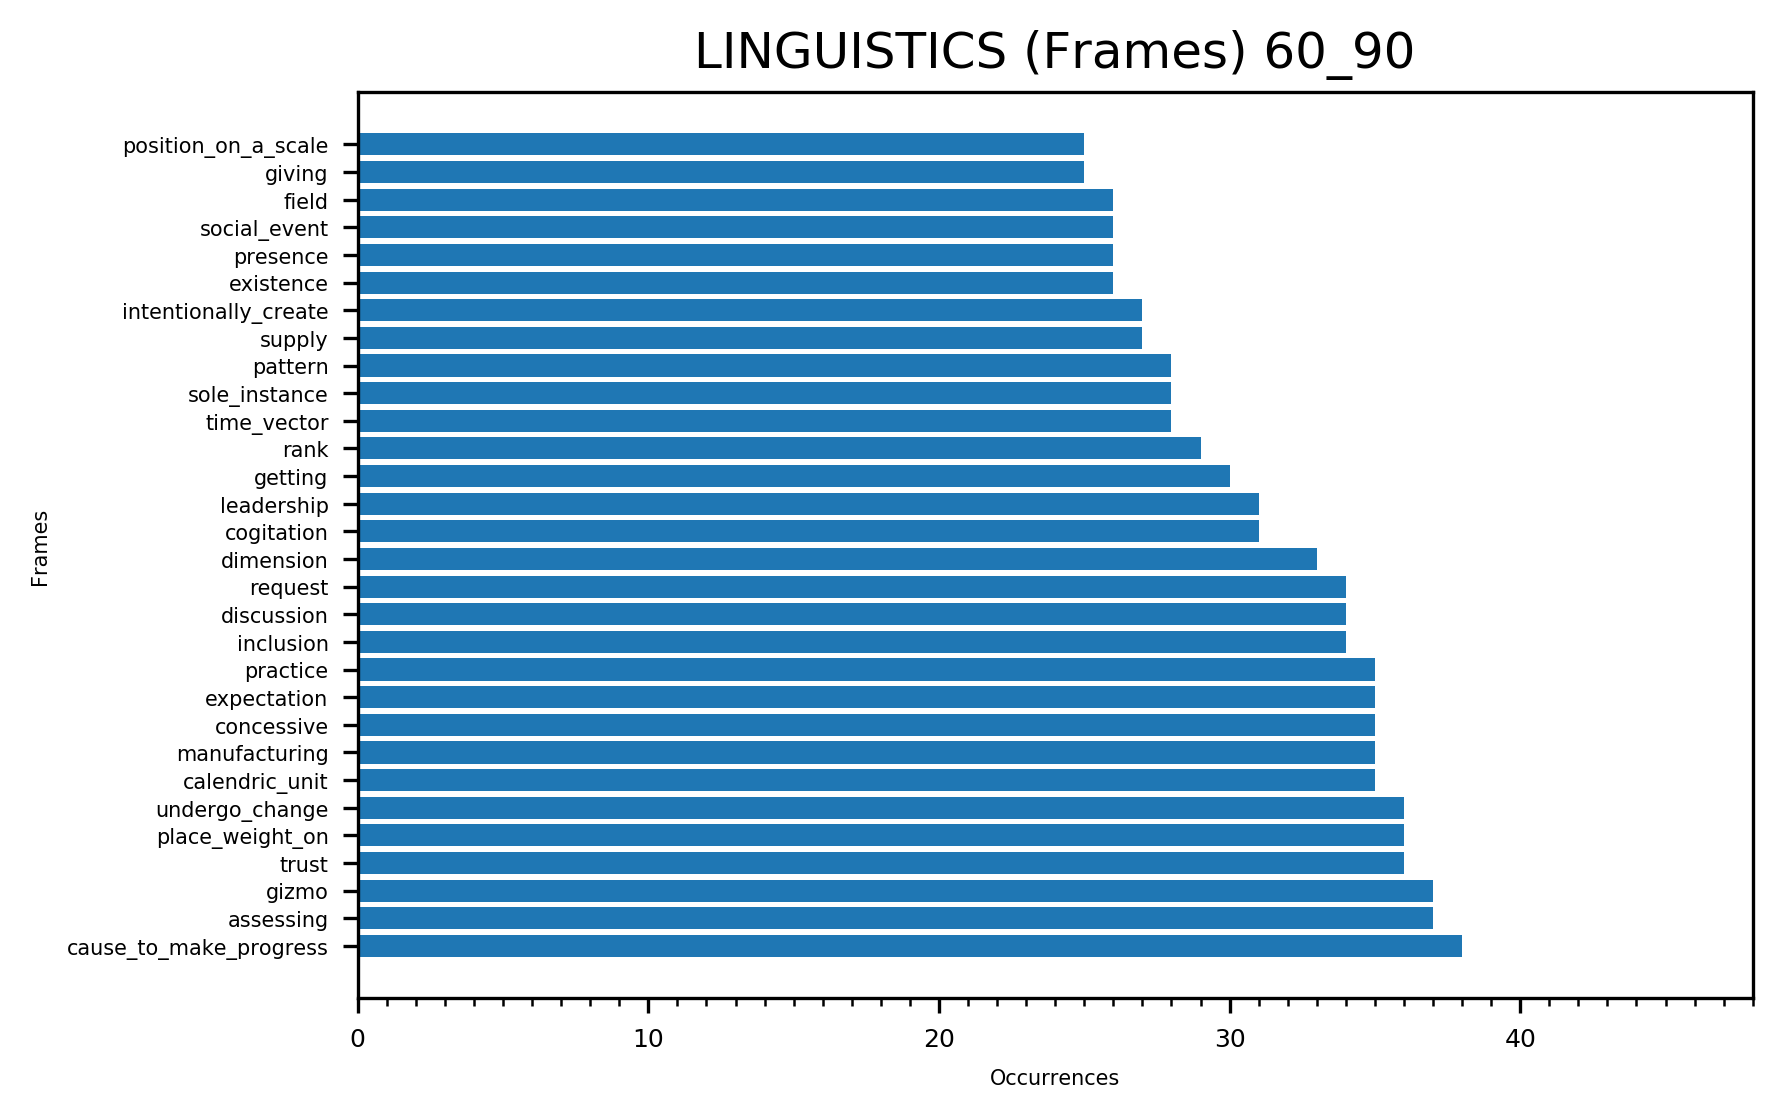 LINGUISTICS (Frames) 60_90
position_on_a_scale
giving
field
social_event
presence
existence
intentionally_create
supply
pattern
sole_instance
time_vector
rank
getting
leadership
cogitation
dimension
request
discussion
inclusion
practice
expectation
concessive
manufacturing
calendric_unit
undergo_change
place_weight_on
trust
gizmo
assessing
cause_to_make_progress
Frames
0 10 20 30 40
Occurrences